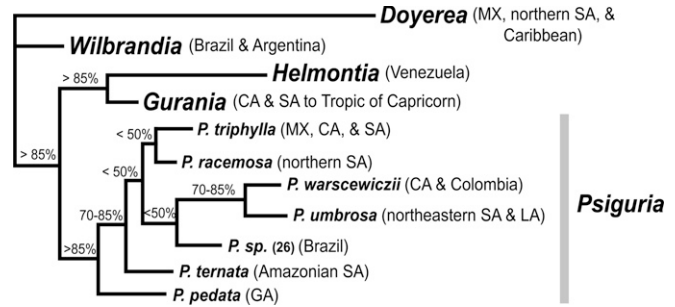 Doyerea (MX, northern SA, &
Caribbean)
Wilbrandia (Brazil & Argentina)
> 85%
Helmontia (Venezuela)
Gurania (CA & SA to Tropic of Capricorn)
< 50%
P. triphylla (MX, CA, & SA)
> 85%
P. racemosa (northern SA)
< 50%
70-85%
P. warscewiczii (CA & Colombia)
Psiguria
70-85%
<50%
P. umbrosa (northeastern SA & LA)
>85%
P. sp. (26) (Brazil)
P. ternata (Amazonian SA)
P. pedata (GA)